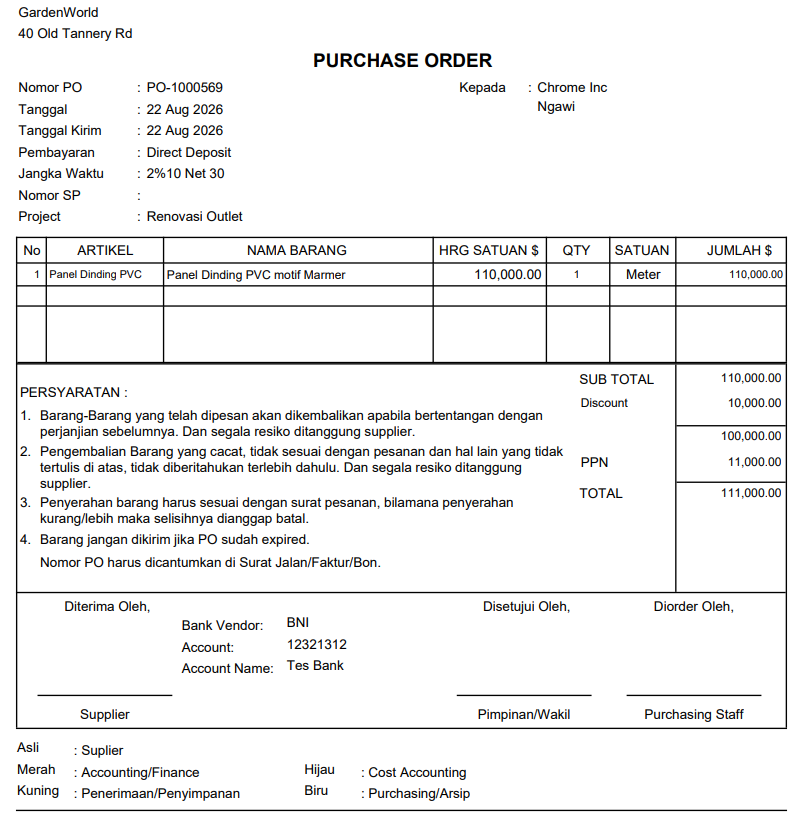 GardenWorld
40 Old Tannery Rd
PURCHASE ORDER
Nomor PO : PO-1000569 Kepada : Chrome Inc
Ngawi
Tanggal : 22 Aug 2026
Tanggal Kirim : 22 Aug 2026
Pembayaran : Direct Deposit
Jangka Waktu : 2%10 Net 30
Nomor SP :
Project : Renovasi Outlet
No ARTIKEL NAMA BARANG HRG SATUAN $ QTY SATUAN JUMLAH $
1 Panel Dinding PVC Panel Dinding PVC motif Marmer 110,000.00 1 Meter 110,000.00
SUB TOTAL 110,000.00
Discount 10,000.00
100,000.00
PPN 11,000.00
TOTAL 111,000.00
PERSYARATAN :
1. Barang-Barang yang telah dipesan akan dikembalikan apabila bertentangan dengan
perjanjian sebelumnya. Dan segala resiko ditanggung supplier.
2. Pengembalian Barang yang cacat, tidak sesuai dengan pesanan dan hal lain yang tidak
tertulis di atas, tidak diberitahukan terlebih dahulu. Dan segala resiko ditanggung
supplier.
3. Penyerahan barang harus sesuai dengan surat pesanan, bilamana penyerahan
kurang/lebih maka selisihnya dianggap batal.
4. Barang jangan dikirim jika PO sudah expired.
Nomor PO harus dicantumkan di Surat Jalan/Faktur/Bon.
Diterima Oleh, Disetujui Oleh, Diorder Oleh,
Bank Vendor: BNI
Account: 12321312
Account Name: Tes Bank
Supplier Pimpinan/Wakil Purchasing Staff
Asli : Suplier
Merah : Accounting/Finance Hijau : Cost Accounting
Kuning : Penerimaan/Penyimpanan Biru : Purchasing/Arsip